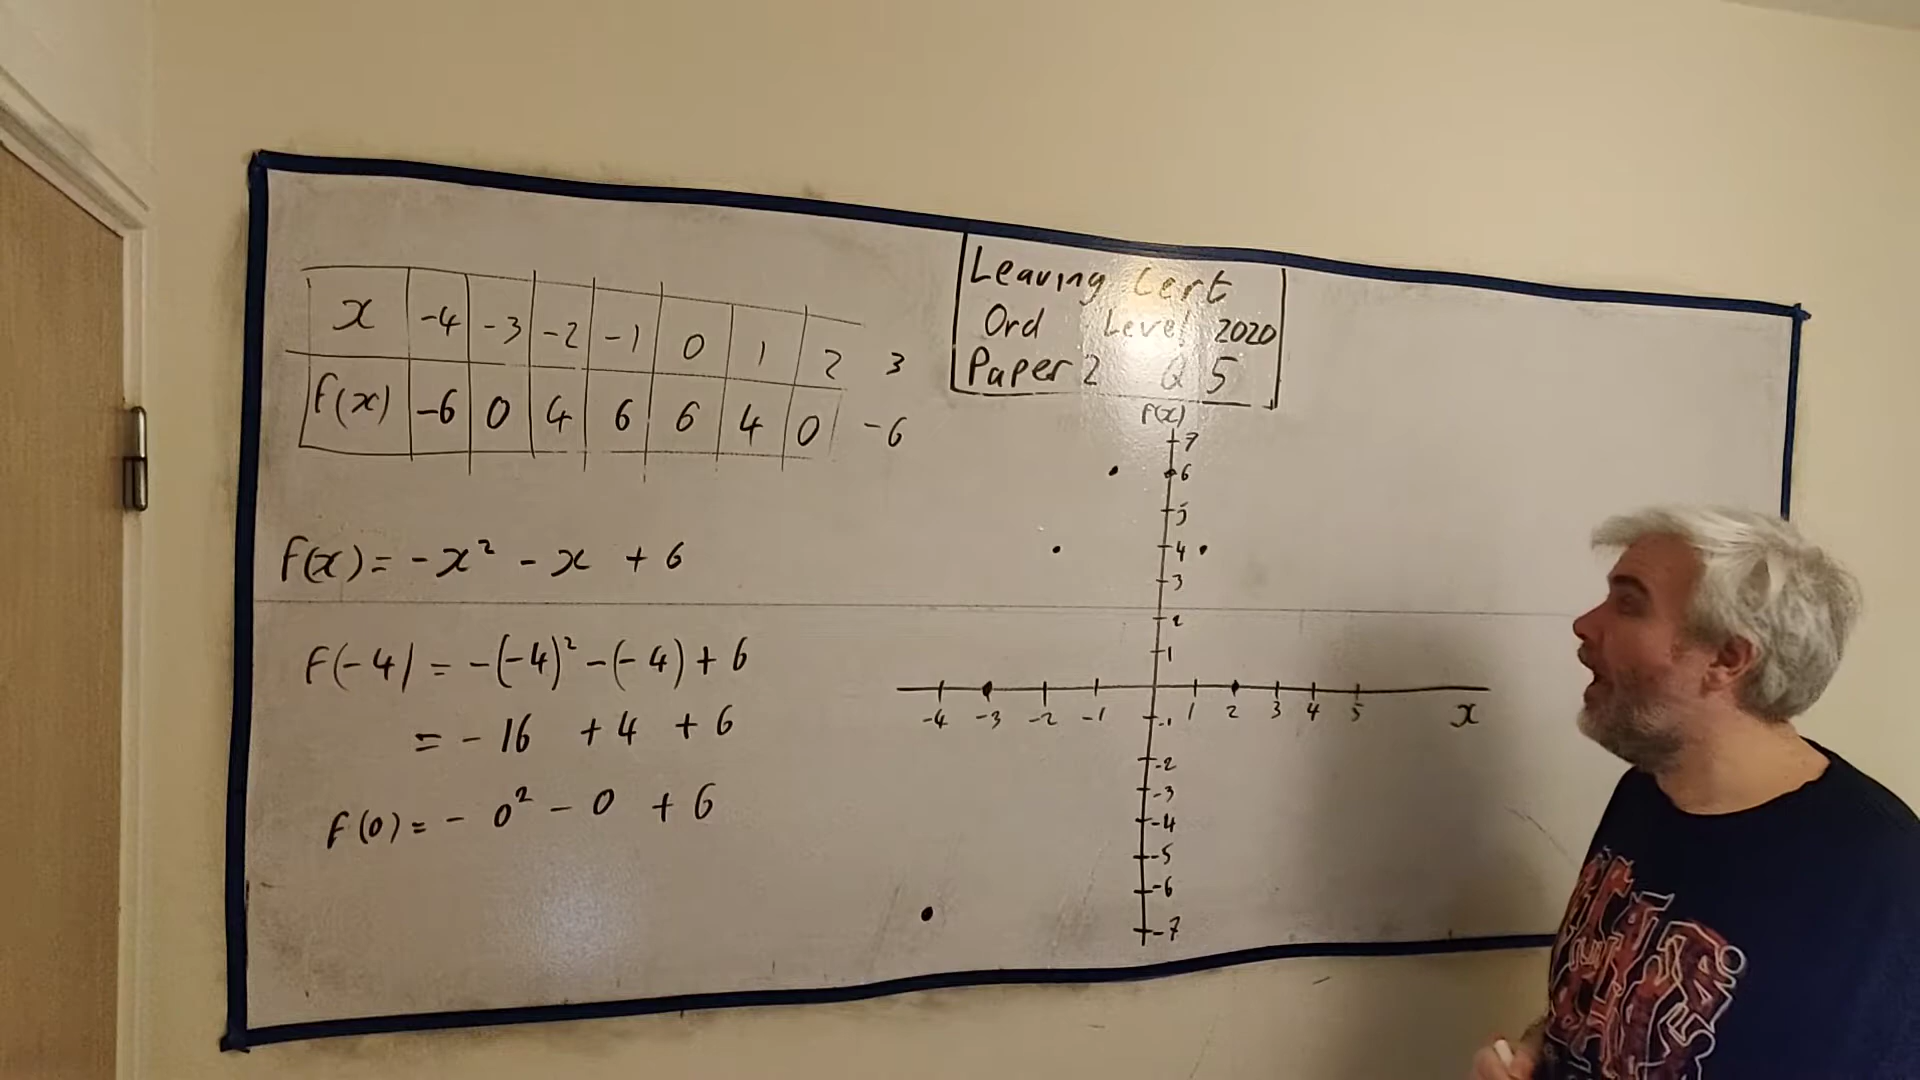 x -4 -3 -2 -1 0 1 2 3
f(x) -6 0 4 6 6 4 0 -6
Leaving Cert
Ord Level 2020
Paper 2 Q 5
f(x) = -x² - x + 6
f(-4) = -(-4)² -(-4) + 6
= - 16 + 4 + 6
f(0) = - 0² - 0 + 6
f(x)
7
6
5
4
3
2
1
-4 -3 -2 -1 1 2 3 4 5 x
-1
-2
-3
-4
-5
-6
-7